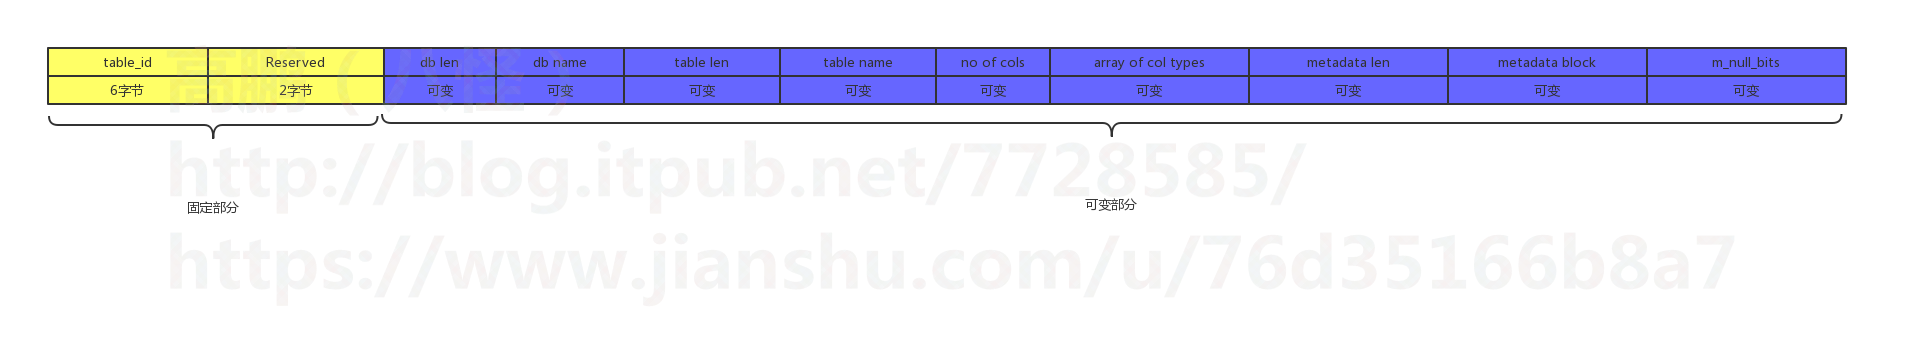 table_id Reserved db len db name table len table name no of cols array of col types metadata len metadata block m_null_bits
6字节 2字节 可变 可变 可变 可变 可变 可变 可变 可变 可变
高鹏(八怪)
http://blog.itpub.net/7728585/
固定部分 可变部分
https://www.jianshu.com/u/76d35166b8a7